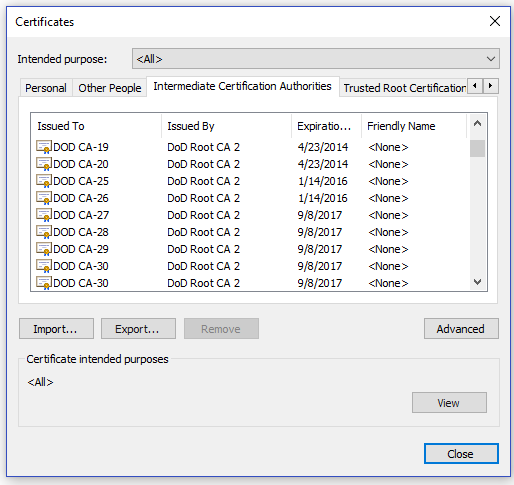 Certificates
Intended purpose: <All>
Personal Other People Intermediate Certification Authorities Trusted Root Certification
Issued To Issued By Expiratio... Friendly Name
DOD CA-19 DoD Root CA 2 4/23/2014 <None>
DOD CA-20 DoD Root CA 2 4/23/2014 <None>
DOD CA-25 DoD Root CA 2 1/14/2016 <None>
DOD CA-26 DoD Root CA 2 1/14/2016 <None>
DOD CA-27 DoD Root CA 2 9/8/2017 <None>
DOD CA-28 DoD Root CA 2 9/8/2017 <None>
DOD CA-29 DoD Root CA 2 9/8/2017 <None>
DOD CA-30 DoD Root CA 2 9/8/2017 <None>
DOD CA-30 DoD Root CA 2 9/8/2017 <None>
Import... Export... Remove Advanced
Certificate intended purposes
<All>
View
Close